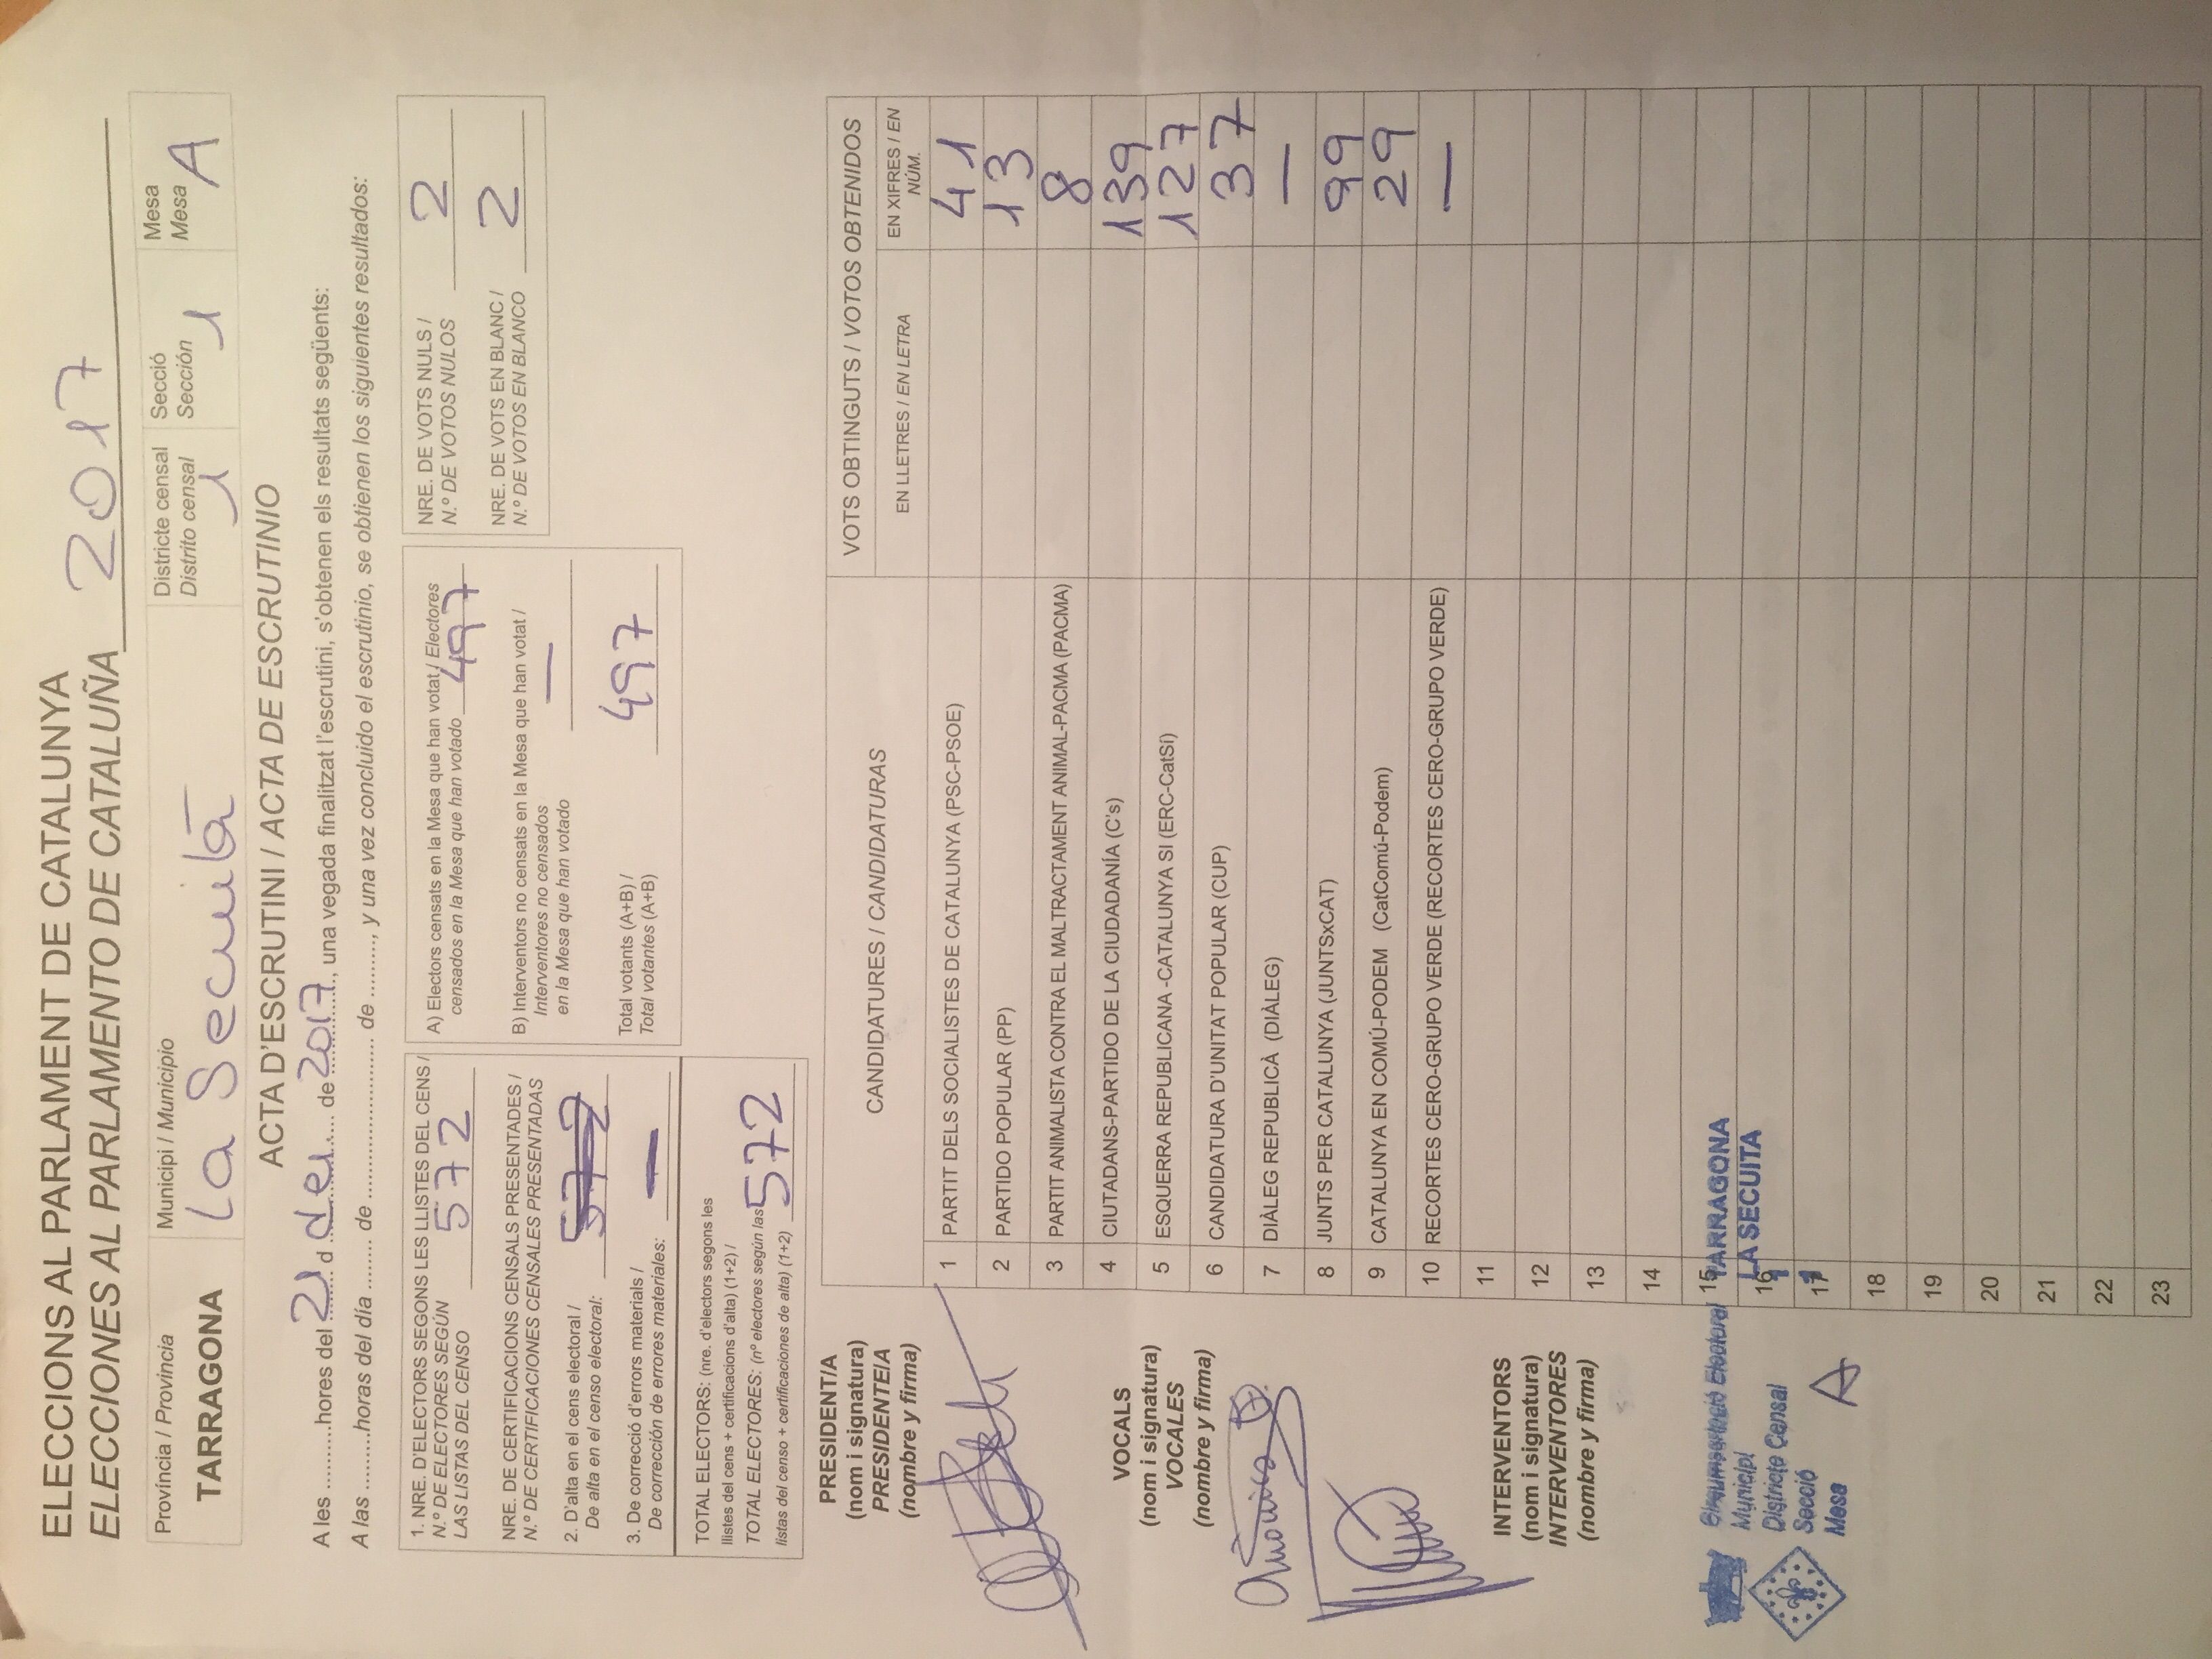 ELECCIONS AL PARLAMENT DE CATALUNYA
ELECCIONES AL PARLAMENTO DE CATALUÑA 2017
Província / Provincia
TARRAGONA
Municipi / Municipio
La Secuita
Districte censal
Distrito censal
1
Secció
Sección
1
Mesa
Mesa A
ACTA D'ESCRUTINI / ACTA DE ESCRUTINIO
A les ..........hores del 21 d des. de 2017, una vegada finalitzat l'escrutini, s'obtenen els resultats següents:
A las .........horas del día ........ de ......................... de ........., y una vez concluido el escrutinio, se obtienen los siguientes resultados:
1. NRE. D'ELECTORS SEGONS LES LLISTES DEL CENS /
N.º DE ELECTORES SEGÚN
LAS LISTAS DEL CENSO 572
NRE. DE CERTIFICACIONS CENSALS PRESENTADES /
N.º DE CERTIFICACIONES CENSALES PRESENTADAS
2. D'alta en el cens electoral /
De alta en el censo electoral: 572
3. De correcció d'errors materials /
De corrección de errores materiales: —
TOTAL ELECTORS: (nre. d'electors segons les
llistes del cens + certificacions d'alta) (1+2) /
TOTAL ELECTORES: (nº electores según las
listas del censo + certificaciones de alta) (1+2) 572
A) Electors censats en la Mesa que han votat / Electores
censados en la Mesa que han votado 497
B) Interventors no censats en la Mesa que han votat /
Interventores no censados
en la Mesa que han votado —
Total votants (A+B) /
Total votantes (A+B) 497
NRE. DE VOTS NULS /
N.º DE VOTOS NULOS 2
NRE. DE VOTS EN BLANC /
N.º DE VOTOS EN BLANCO 2
PRESIDENT/A
(nom i signatura)
PRESIDENTE/A
(nombre y firma)
VOCALS
(nom i signatura)
VOCALES
(nombre y firma)
INTERVENTORS
(nom i signatura)
INTERVENTORES
(nombre y firma)
CANDIDATURES / CANDIDATURAS
VOTS OBTINGUTS / VOTOS OBTENIDOS
EN LLETRES / EN LETRA
EN XIFRES / EN
NÚM.
1 PARTIT DELS SOCIALISTES DE CATALUNYA (PSC-PSOE) 41
2 PARTIDO POPULAR (PP) 13
3 PARTIT ANIMALISTA CONTRA EL MALTRACTAMENT ANIMAL-PACMA (PACMA) 8
4 CIUTADANS-PARTIDO DE LA CIUDADANÍA (C's) 139
5 ESQUERRA REPUBLICANA -CATALUNYA SI (ERC-CatSí) 127
6 CANDIDATURA D'UNITAT POPULAR (CUP) 37
7 DIÀLEG REPUBLICÀ (DIÀLEG) —
8 JUNTS PER CATALUNYA (JUNTSxCAT) 99
9 CATALUNYA EN COMÚ-PODEM (CatComú-Podem) 29
10 RECORTES CERO-GRUPO VERDE (RECORTES CERO-GRUPO VERDE) —
11
12
13
14
15
16
17
18
19
20
21
22
23
Circumscripció Electoral TARRAGONA
Municipi LA SECUITA
Districte Censal 1
Secció 1
Mesa A